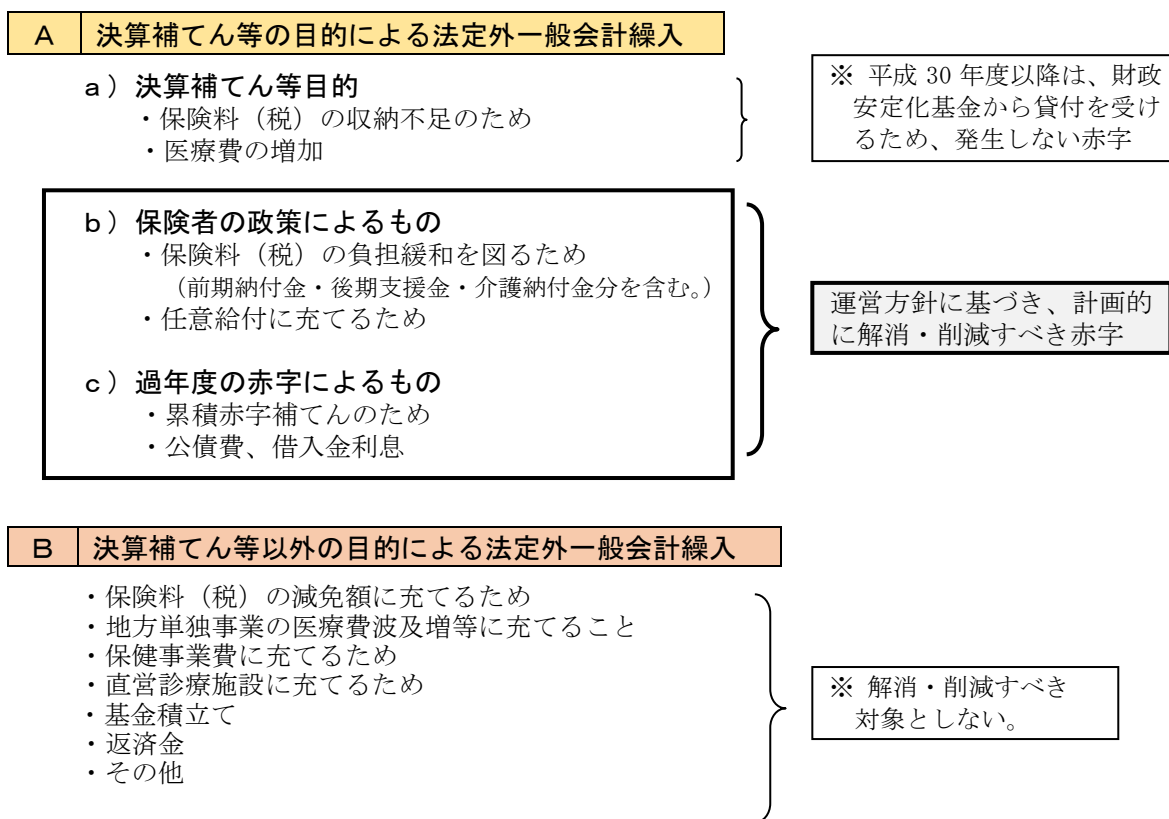 A 決算補てん等の目的による法定外一般会計繰入
a）決算補てん等目的
・保険料（税）の収納不足のため
・医療費の増加
※ 平成 30 年度以降は、財政
安定化基金から貸付を受け
るため、発生しない赤字
b）保険者の政策によるもの
・保険料（税）の負担緩和を図るため
（前期納付金・後期支援金・介護納付金分を含む。）
・任意給付に充てるため
c）過年度の赤字によるもの
・累積赤字補てんのため
・公債費、借入金利息
運営方針に基づき、計画的
に解消・削減すべき赤字
B 決算補てん等以外の目的による法定外一般会計繰入
・保険料（税）の減免額に充てるため
・地方単独事業の医療費波及増等に充てること
・保健事業費に充てるため
・直営診療施設に充てるため
・基金積立て
・返済金
・その他
※ 解消・削減すべき
対象としない。